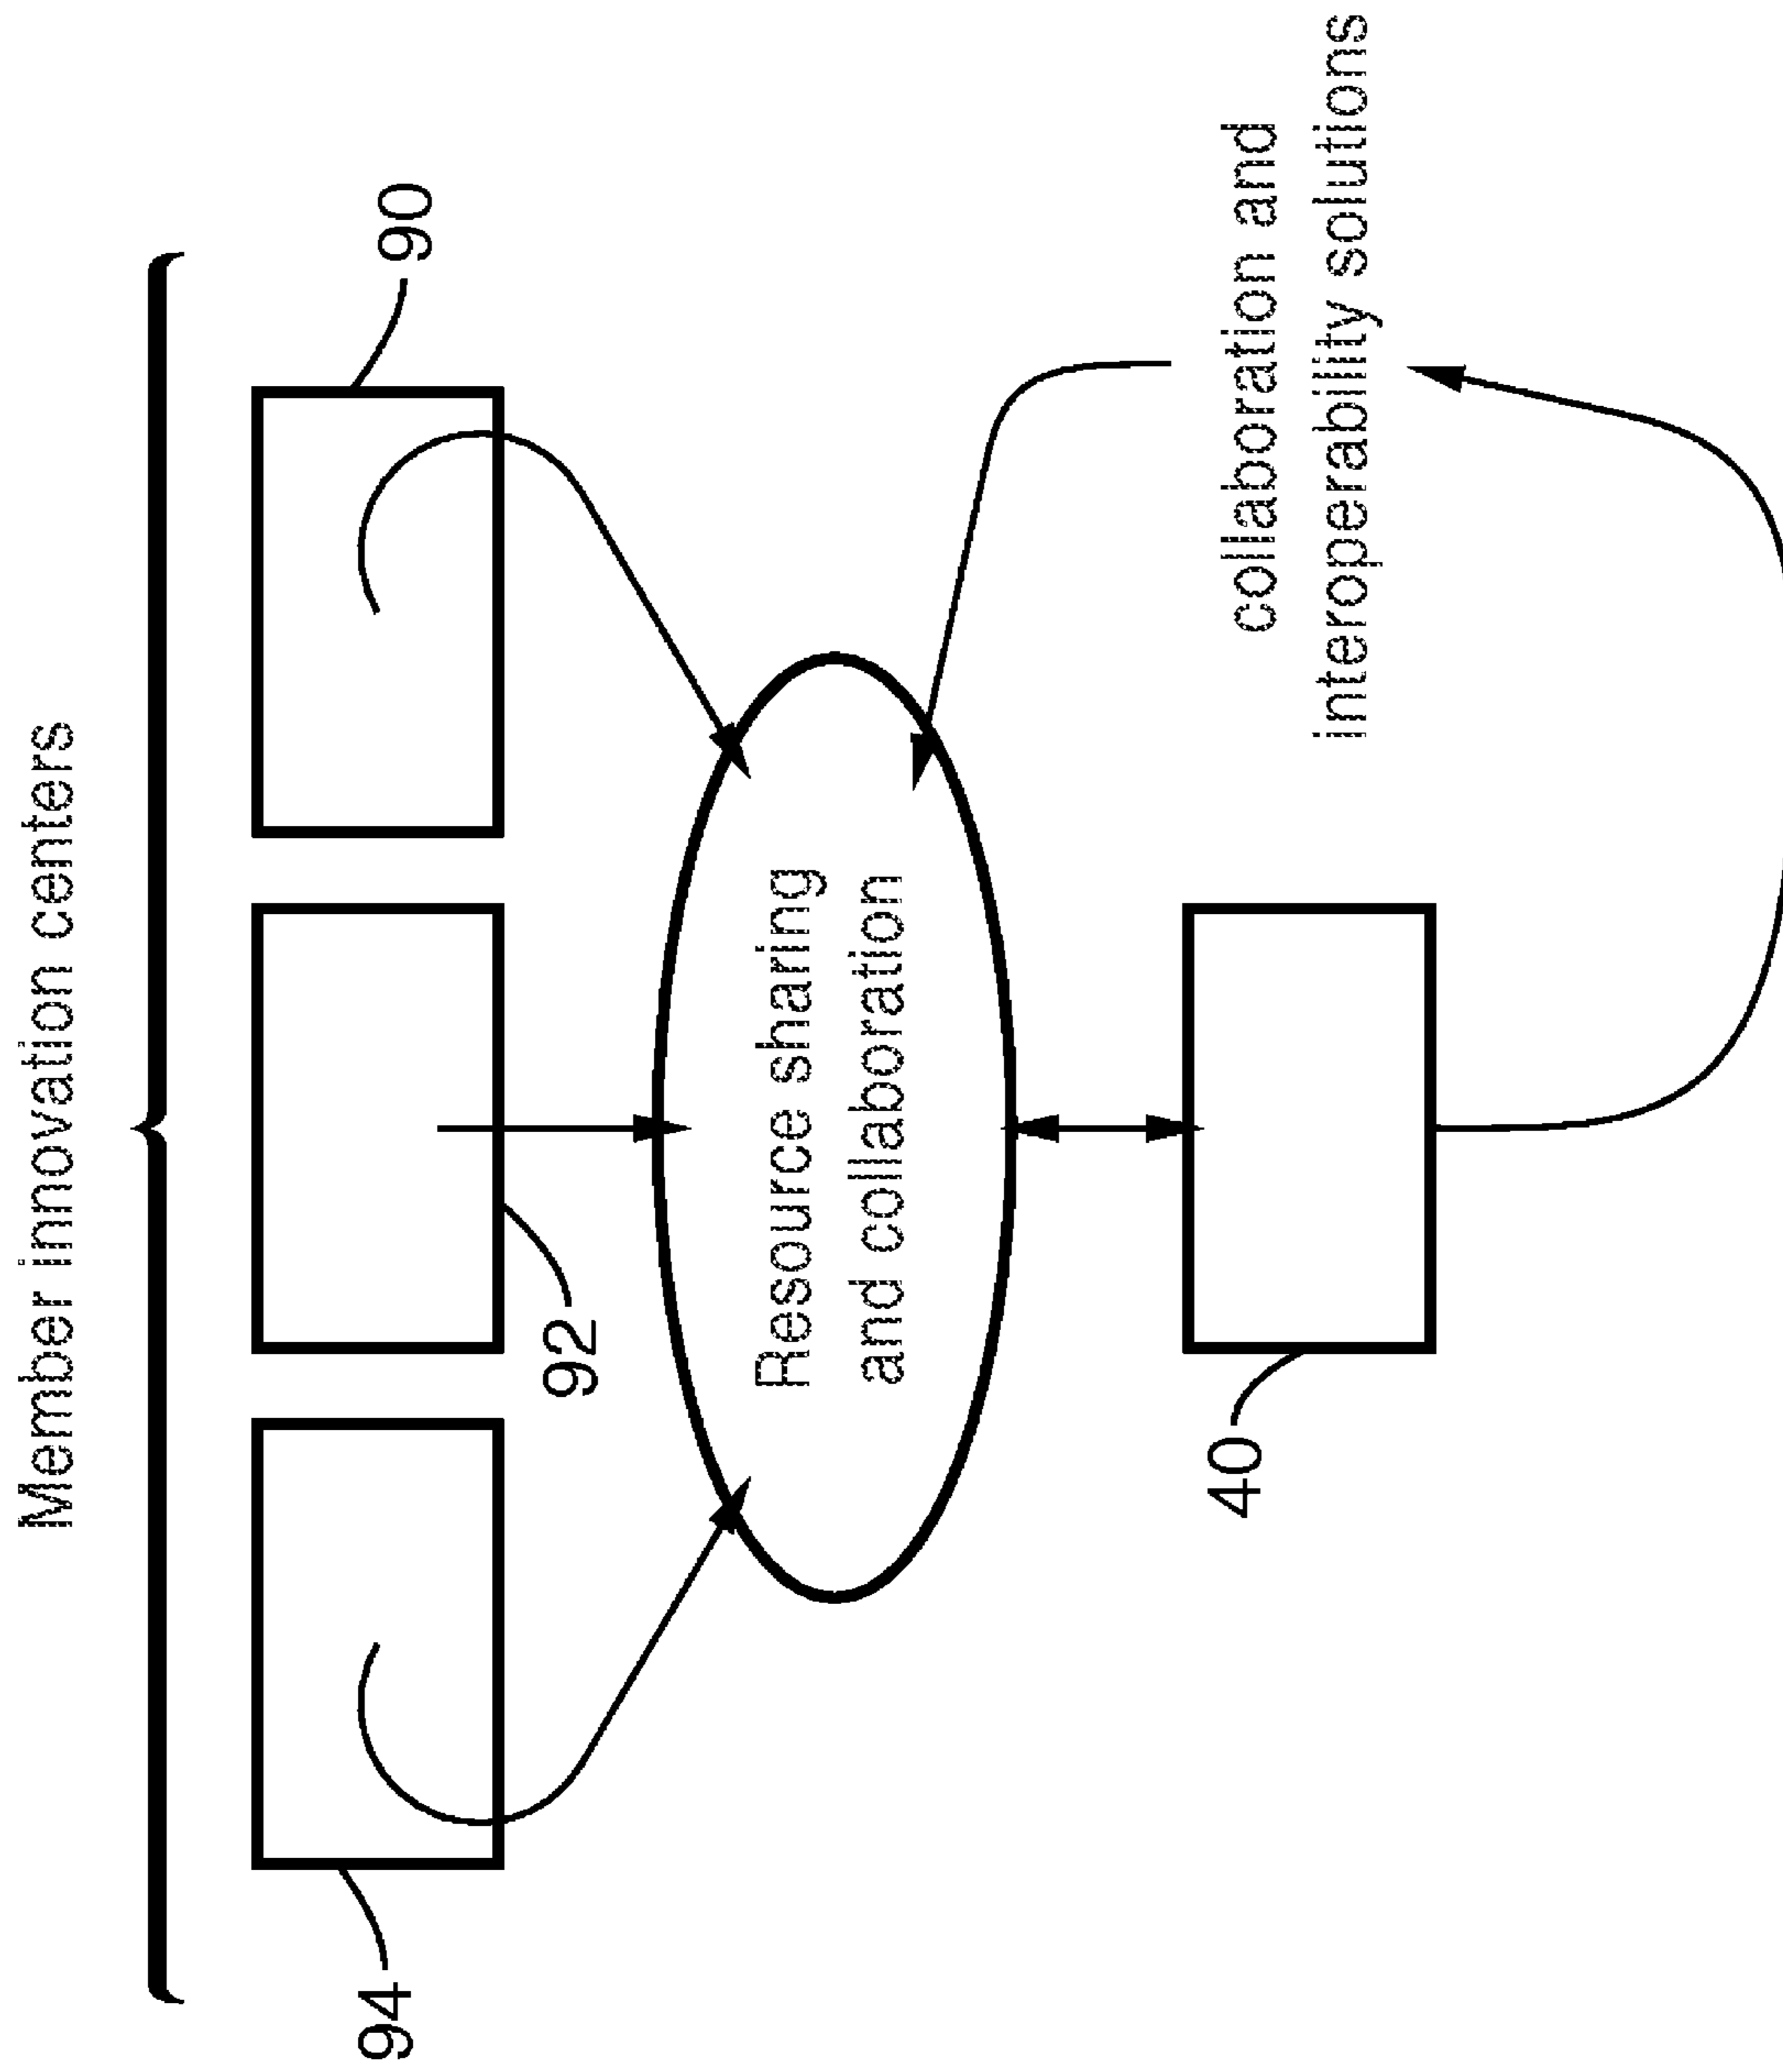 Member innovation centers
94
90
92
Resource sharing
and collaboration
40
collaboration and
interoperability solutions